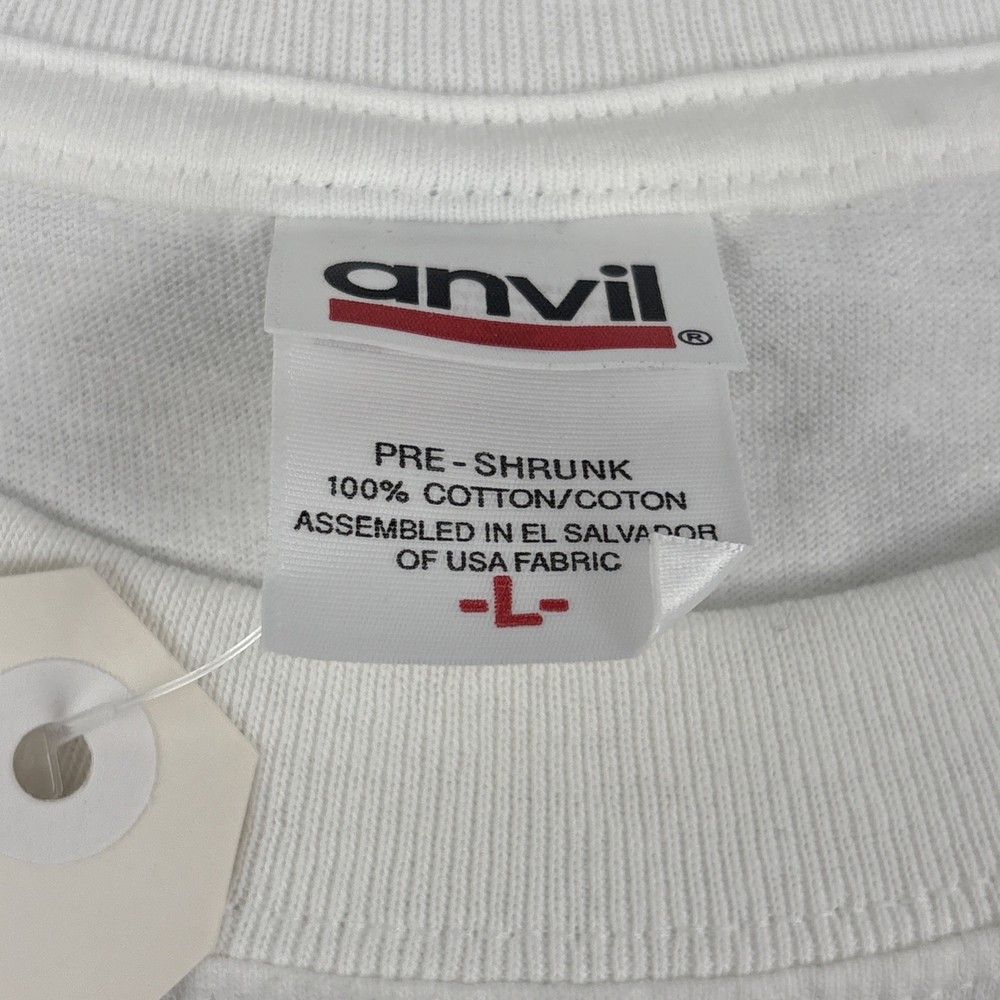 anvil®
PRE-SHRUNK
100% COTTON/COTON
ASSEMBLED IN EL SALVADOR
OF USA FABRIC
-L-